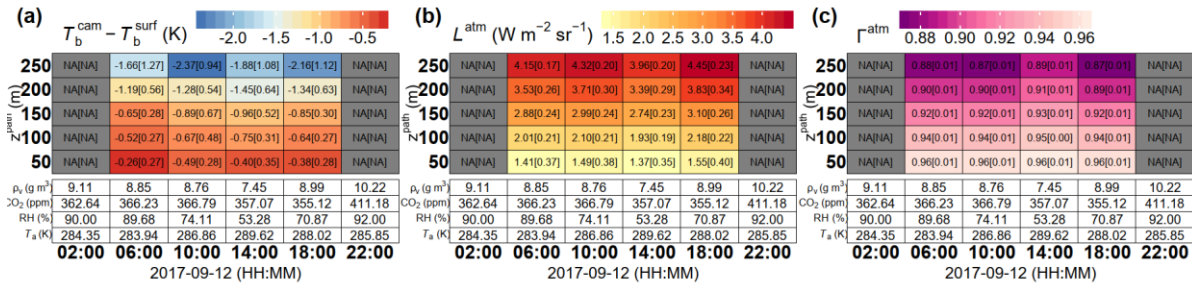 (a) T_b^cam − T_b^surf (K) -2.0 -1.5 -1.0 -0.5
250 NA[NA] -1.66[1.27] -2.37[0.94] -1.88[1.08] -2.16[1.12] NA[NA]
200 NA[NA] -1.19[0.56] -1.28[0.54] -1.45[0.64] -1.34[0.63] NA[NA]
150 NA[NA] -0.65[0.28] -0.89[0.67] -0.96[0.52] -0.85[0.30] NA[NA]
100 NA[NA] -0.52[0.27] -0.67[0.48] -0.75[0.31] -0.64[0.27] NA[NA]
50 NA[NA] -0.26[0.27] -0.49[0.28] -0.40[0.35] -0.38[0.28] NA[NA]
z^path (m)
ρ_v (g m³) 9.11 8.85 8.76 7.45 8.99 10.22
CO₂ (ppm) 362.64 366.23 366.79 357.07 355.12 411.18
RH (%) 90.00 89.68 74.11 53.28 70.87 92.00
T_a (K) 284.35 283.94 286.86 289.62 288.02 285.85
02:00 06:00 10:00 14:00 18:00 22:00
2017-09-12 (HH:MM)
(b) L^atm (W m⁻² sr⁻¹) 1.5 2.0 2.5 3.0 3.5 4.0
250 NA[NA] 4.15[0.17] 4.32[0.20] 3.96[0.20] 4.45[0.23] NA[NA]
200 NA[NA] 3.53[0.26] 3.71[0.30] 3.39[0.29] 3.83[0.34] NA[NA]
150 NA[NA] 2.88[0.24] 2.99[0.24] 2.74[0.23] 3.10[0.26] NA[NA]
100 NA[NA] 2.01[0.21] 2.10[0.21] 1.93[0.19] 2.18[0.22] NA[NA]
50 NA[NA] 1.41[0.37] 1.49[0.38] 1.37[0.35] 1.55[0.40] NA[NA]
z^path (m)
ρ_v (g m³) 9.11 8.85 8.76 7.45 8.99 10.22
CO₂ (ppm) 362.64 366.23 366.79 357.07 355.12 411.18
RH (%) 90.00 89.68 74.11 53.28 70.87 92.00
T_a (K) 284.35 283.94 286.86 289.62 288.02 285.85
02:00 06:00 10:00 14:00 18:00 22:00
2017-09-12 (HH:MM)
(c) Γ^atm 0.88 0.90 0.92 0.94 0.96
250 NA[NA] 0.88[0.01] 0.87[0.01] 0.89[0.01] 0.87[0.01] NA[NA]
200 NA[NA] 0.90[0.01] 0.90[0.01] 0.91[0.01] 0.89[0.01] NA[NA]
150 NA[NA] 0.92[0.01] 0.92[0.01] 0.93[0.01] 0.92[0.01] NA[NA]
100 NA[NA] 0.94[0.01] 0.94[0.01] 0.95[0.00] 0.94[0.01] NA[NA]
50 NA[NA] 0.96[0.01] 0.96[0.01] 0.96[0.01] 0.96[0.01] NA[NA]
z^path (m)
ρ_v (g m³) 9.11 8.85 8.76 7.45 8.99 10.22
CO₂ (ppm) 362.64 366.23 366.79 357.07 355.12 411.18
RH (%) 90.00 89.68 74.11 53.28 70.87 92.00
T_a (K) 284.35 283.94 286.86 289.62 288.02 285.85
02:00 06:00 10:00 14:00 18:00 22:00
2017-09-12 (HH:MM)